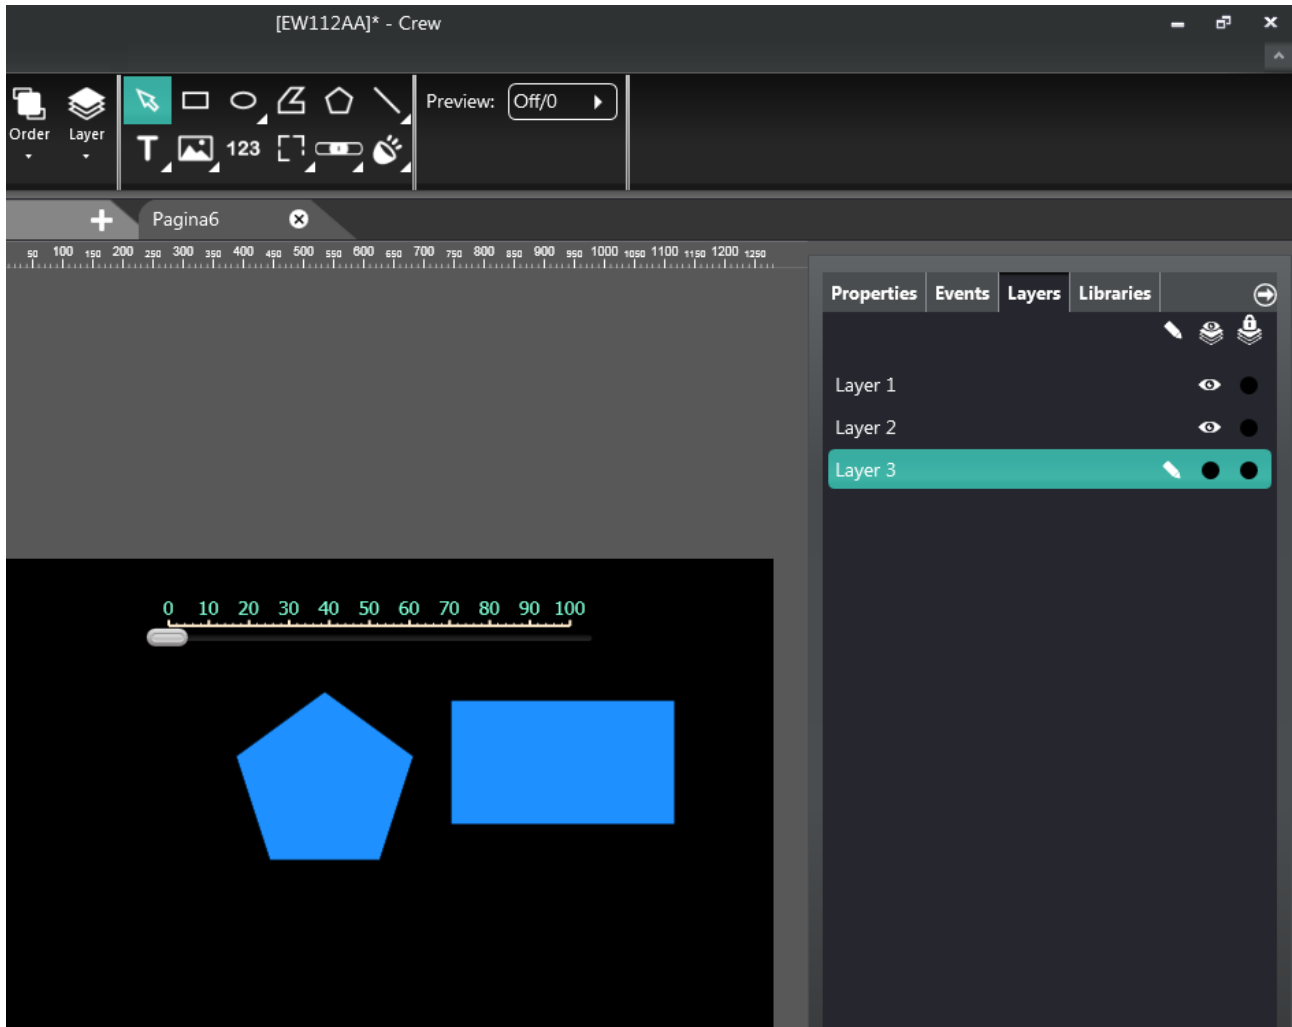 [EW112AA]* - Crew
Order Layer
Preview: Off/0
T 123
Pagina6
50 100 150 200 250 300 350 400 450 500 550 600 650 700 750 800 850 900 950 1000 1050 1100 1150 1200 1250
Properties Events Layers Libraries
Layer 1
Layer 2
Layer 3
0 10 20 30 40 50 60 70 80 90 100